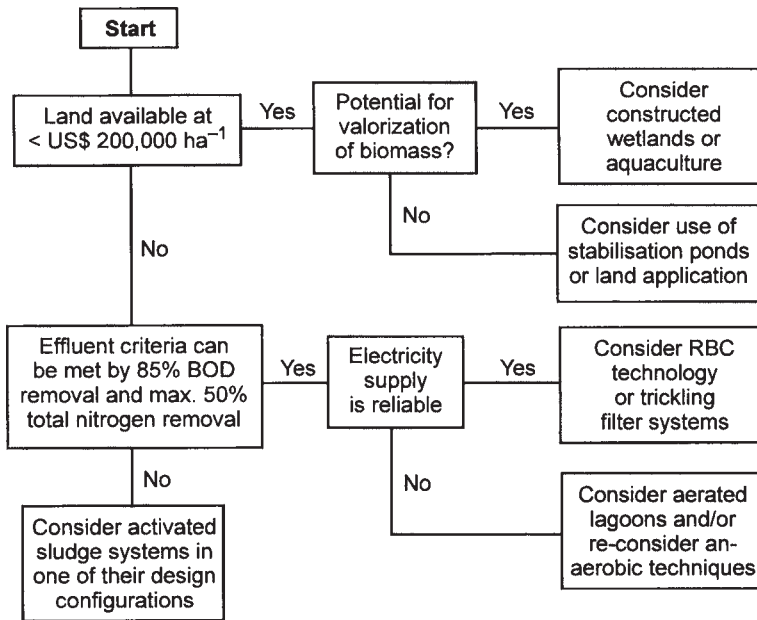 Start
Land available at
< US$ 200,000 ha⁻¹
Yes
Potential for
valorization
of biomass?
Yes
Consider
constructed
wetlands or
aquaculture
No
Consider use of
stabilisation ponds
or land application
No
Effluent criteria can
be met by 85% BOD
removal and max. 50%
total nitrogen removal
Yes
Electricity
supply
is reliable
Yes
Consider RBC
technology
or trickling
filter systems
No
Consider aerated
lagoons and/or
re-consider an-
aerobic techniques
No
Consider activated
sludge systems in
one of their design
configurations